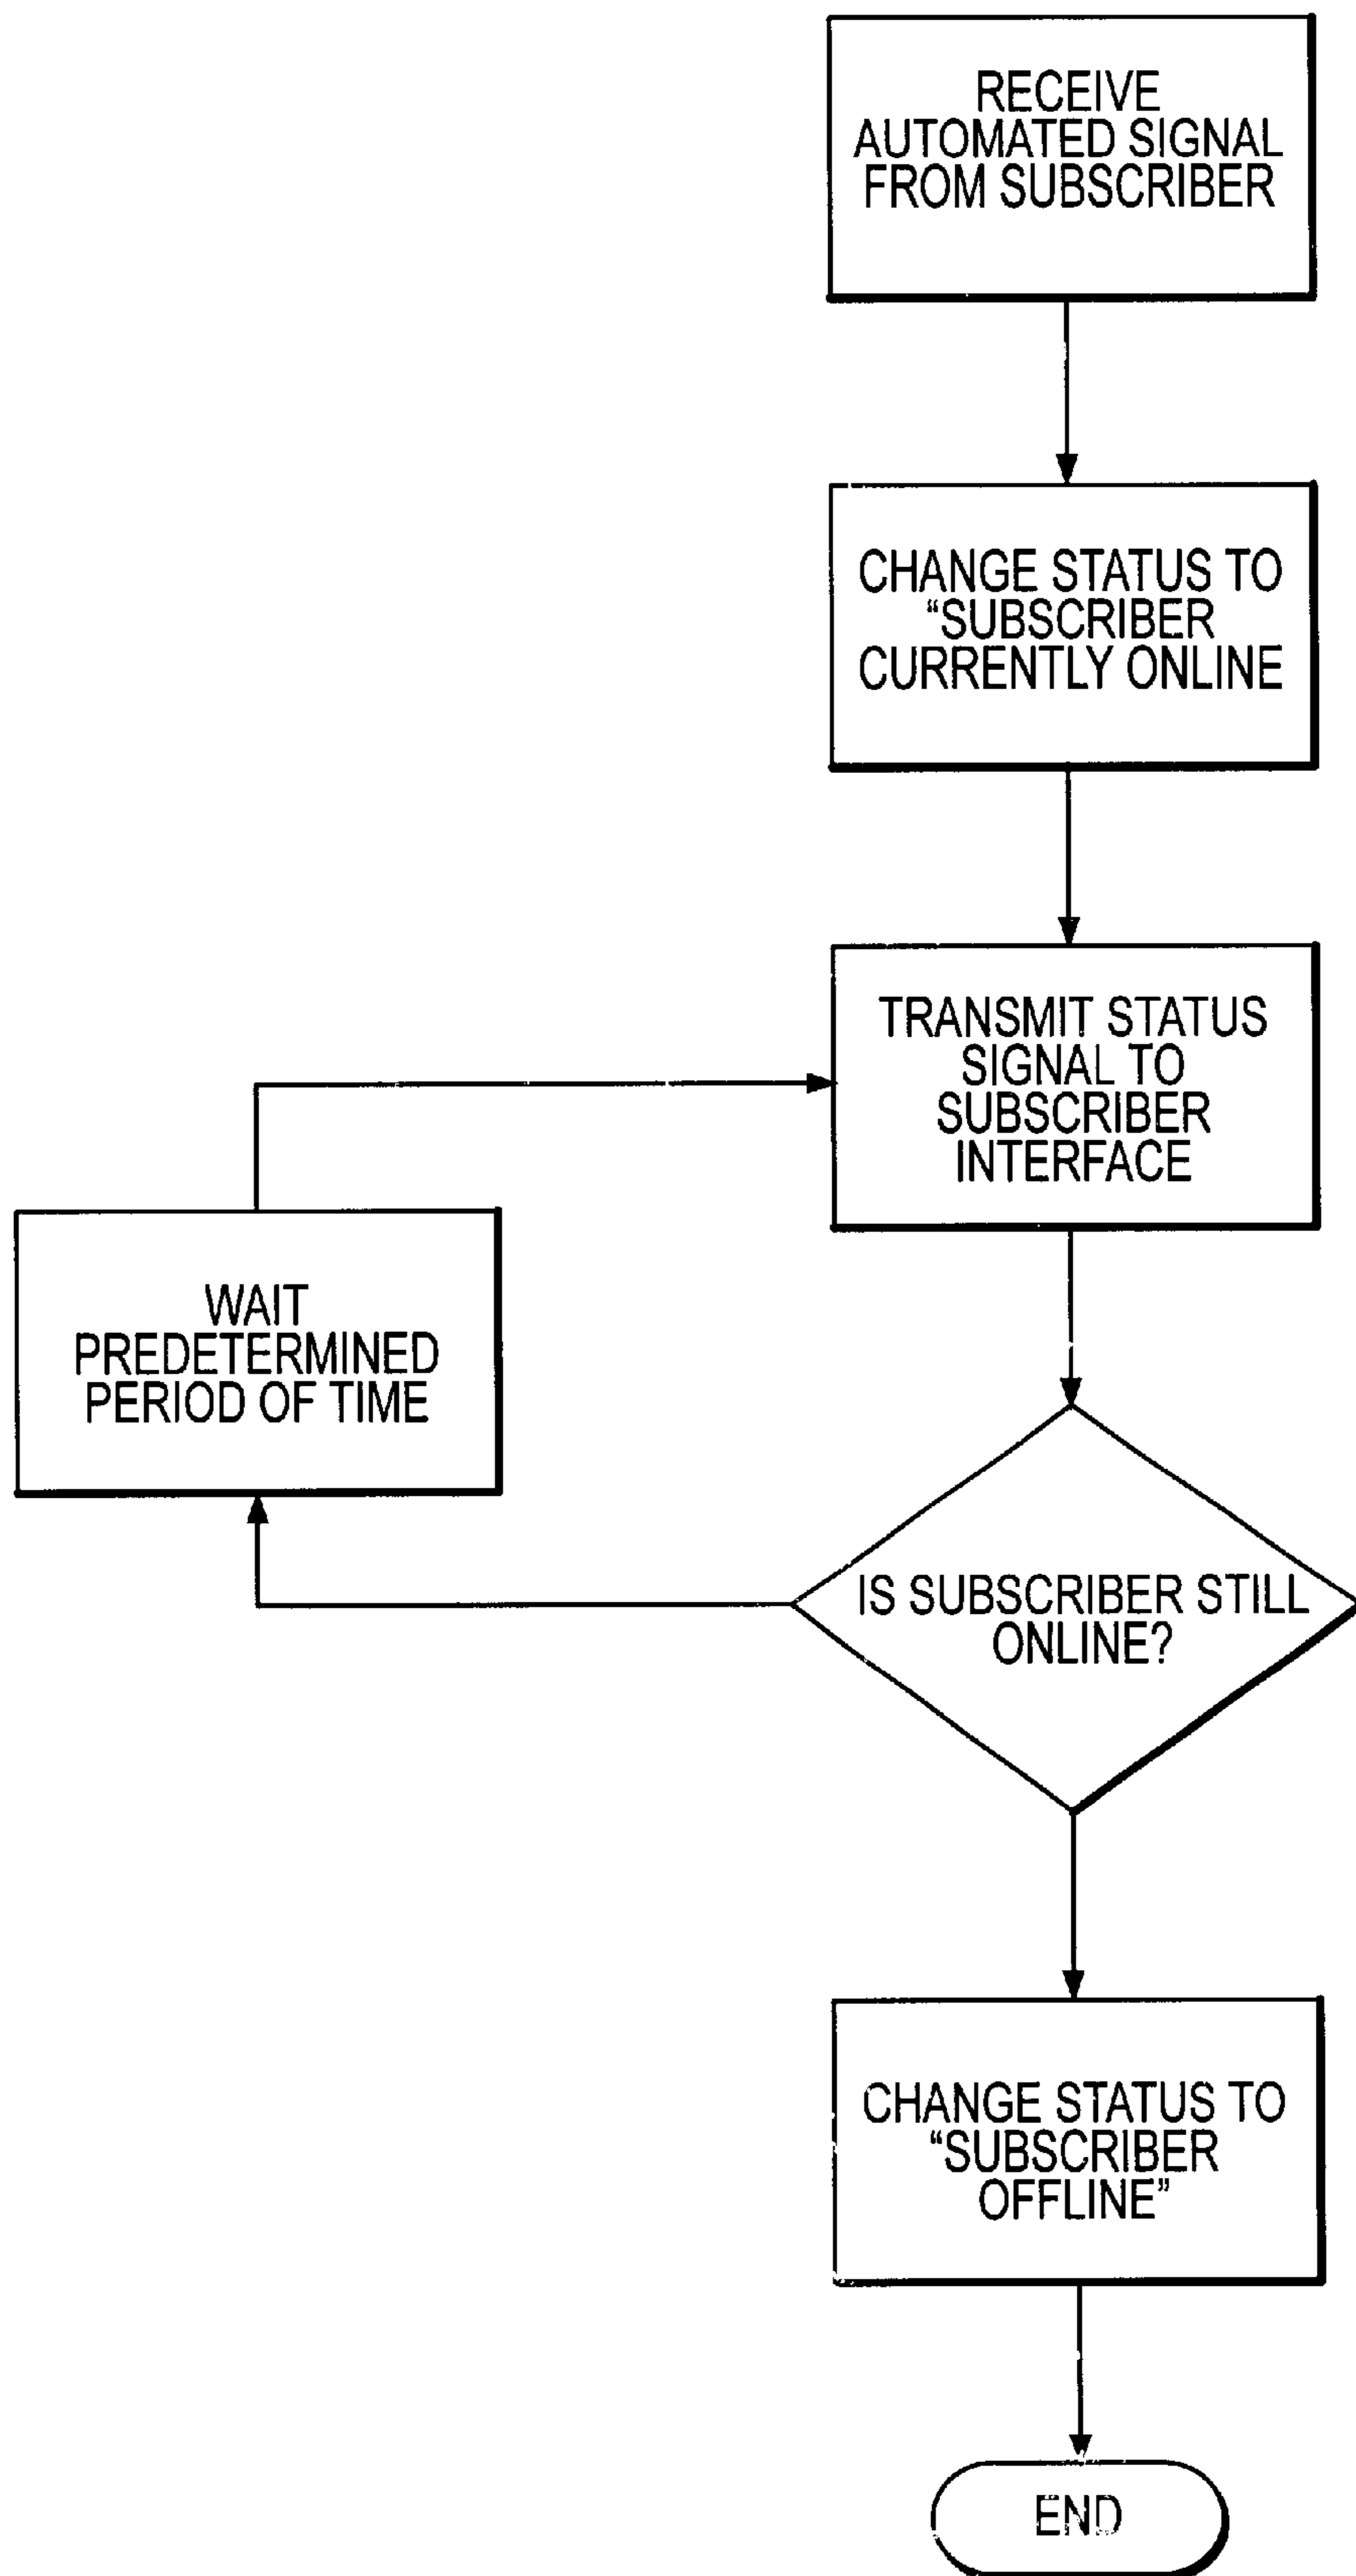 RECEIVE
AUTOMATED SIGNAL
FROM SUBSCRIBER
CHANGE STATUS TO
“SUBSCRIBER
CURRENTLY ONLINE
TRANSMIT STATUS
SIGNAL TO
SUBSCRIBER
INTERFACE
WAIT
PREDETERMINED
PERIOD OF TIME
IS SUBSCRIBER STILL
ONLINE?
CHANGE STATUS TO
“SUBSCRIBER
OFFLINE”
END